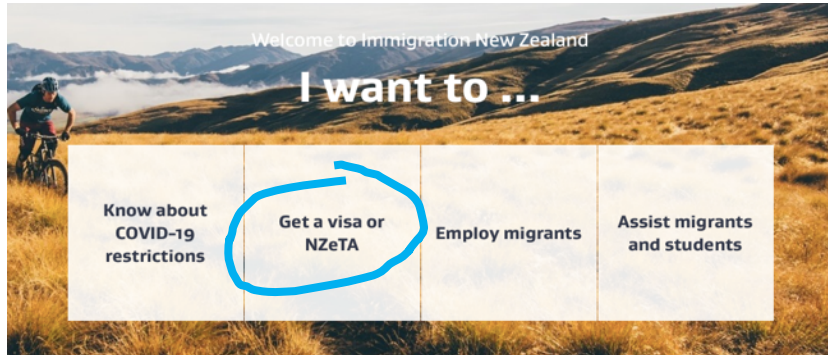 Welcome to Immigration New Zealand
I want to ...
Know about
COVID-19
restrictions
Get a visa or
NZeTA
Employ migrants
Assist migrants
and students